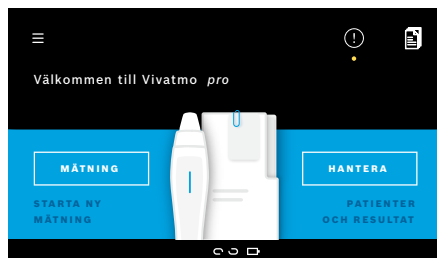 Välkommen till Vivatmo pro
MÄTNING
HANTERA
STARTA NY
MÄTNING
PATIENTER
OCH RESULTAT